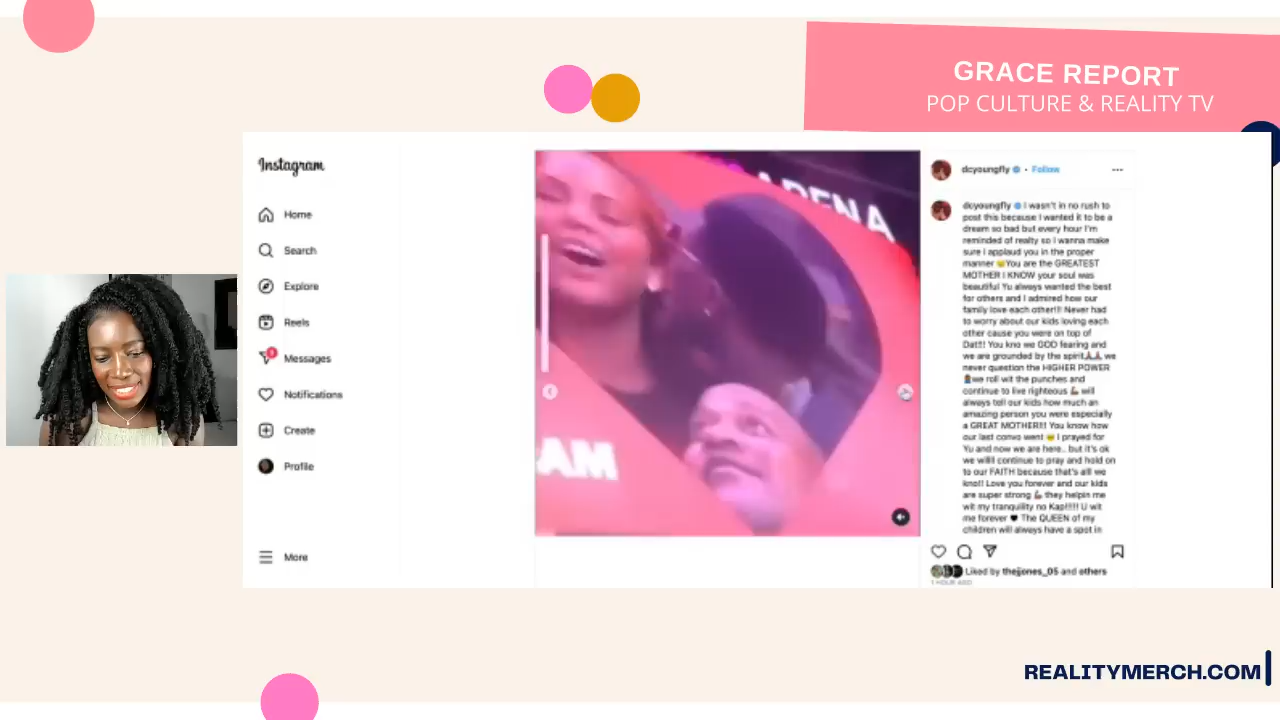 GRACE REPORT
POP CULTURE & REALITY TV
Instagram
Home
Search
Explore
Reels
Messages
Notifications
Create
Profile
More
ARENA
AM
dcyoungfly · Follow
dcyoungfly I wasn't in no rush to
post this because I wanted it to be a
dream so bad but every hour I'm
reminded of realty so I wanna make
sure I applaud you in the proper
manner 😢You are the GREATEST
MOTHER I KNOW your soul was
beautiful Yu always wanted the best
for others and I admired how our
family love each other!!! Never had
to worry about our kids loving each
other cause you were on top of
Dat!!! You kno we GOD fearing and
we are grounded by the spirit🙏🏾🙏🏾 we
never question the HIGHER POWER
we roll wit the punches and
continue to live righteous 💪🏾 will
always tell our kids how much an
amazing person you were especially
a GREAT MOTHER!!! You know how
our last convo went 😢 I prayed for
Yu and now we are here.. but it's ok
we willl continue to pray and hold on
to our FAITH because that's all we
kno!! Love you forever and our kids
are super strong 💪🏾 they helpin me
wit my tranquility no Kap!!!!! U wit
me forever 🖤 The QUEEN of my
children will always have a spot in
Liked by thejjones_05 and others
1 HOUR AGO
REALITYMERCH.COM